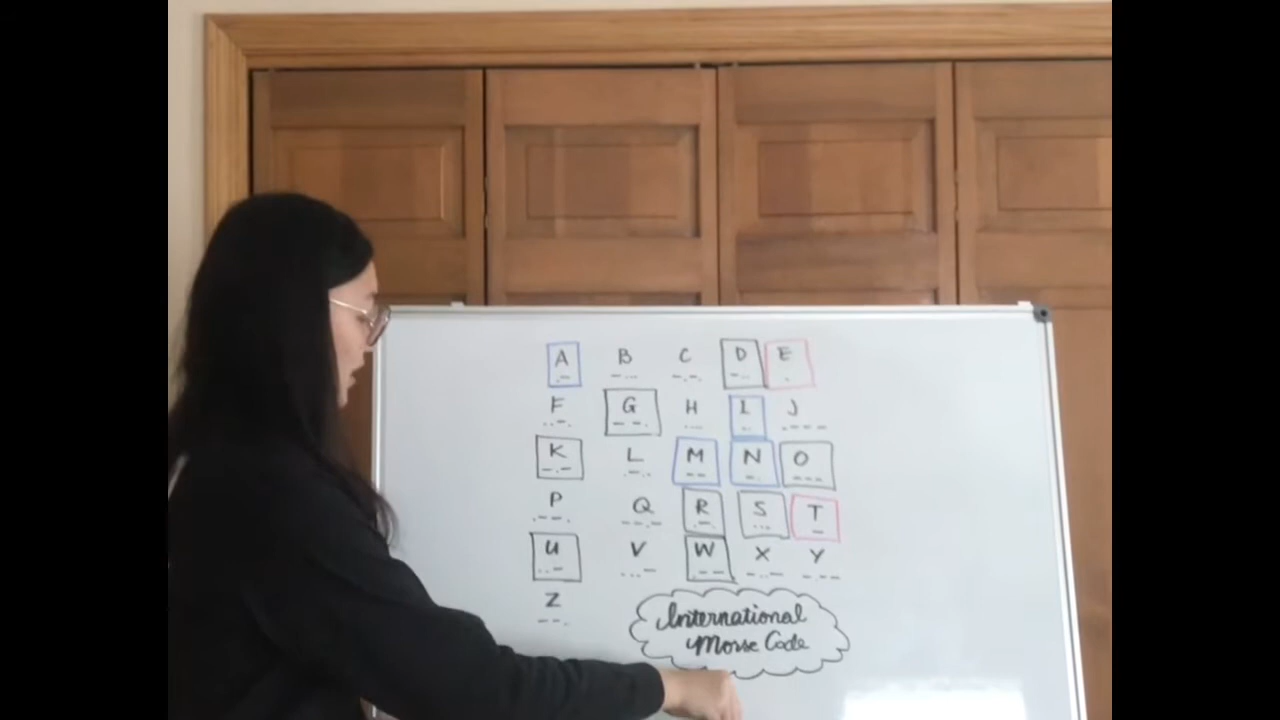 A B C D E
.- -... -.-. -.. .
F G H I J
..-. --. .... .. .---
K L M N O
-.- .-.. -- -. ---
P Q R S T
.--. --.- .-. ... -
U V W X Y
..- ...- .-- -..- -.--
Z
--..
International
Morse Code